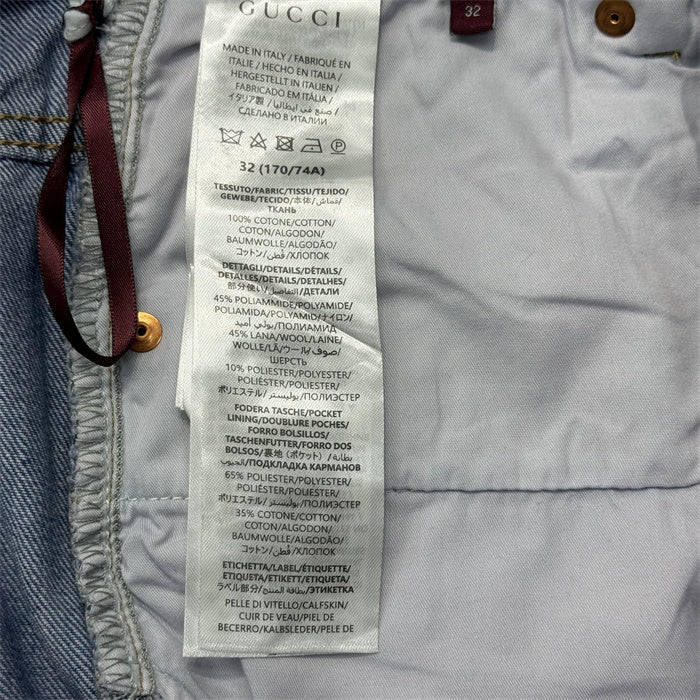 GUCCI
32
MADE IN ITALY / FABRIQUÉ EN
ITALIE / HECHO EN ITALIA /
HERGESTELLT IN ITALIEN /
FABRICADO EM ITÁLIA /
イタリア製 / صنع في ايطاليا /
СДЕЛАНО В ИТАЛИИ
32 (170/74A)
TESSUTO/FABRIC/TISSU/TEJIDO/
GEWEBE/TECIDO/本体/قماش/
ТКАНЬ
100% COTONE/COTTON/
COTON/ALGODON/
BAUMWOLLE/ALGODÃO/
コットン/قُطن/ХЛОПОК
DETTAGLI/DETAILS/DÉTAILS/
DETALLES/DETAILS/DETALHES/
部分使い/التفاصيل/ДЕТАЛИ
45% POLIAMMIDE/POLYAMIDE/
POLIAMIDA/POLYAMID/ナイロン/
بولي أميد/ПОЛИАМИД
45% LANA/WOOL/LAINE/
WOLLE/LÃ/ウール/صوف/
ШЕРСТЬ
10% POLIESTERE/POLYESTER/
POLIÉSTER/POLYESTER/
ポリエステル/بوليستر/ПОЛИЭСТЕР
FODERA TASCHE/POCKET
LINING/DOUBLURE POCHES/
FORRO BOLSILLOS/
TASCHENFUTTER/FORRO DOS
BOLSOS/裏地 (ポケット)/بطانة
الجيوب/ПОДКЛАДКА КАРМАНОВ
65% POLIESTERE/POLYESTER/
POLIÉSTER/POLYESTER/
ポリエステル/بوليستر/ПОЛИЭСТЕР
35% COTONE/COTTON/
COTON/ALGODON/
BAUMWOLLE/ALGODÃO/
コットン/قُطن/ХЛОПОК
ETICHETTA/LABEL/ÉTIQUETTE/
ETIQUETA/ETIKETT/ETIQUETA/
ラベル部分/بطاقة المنتج/ЭТИКЕТКА
PELLE DI VITELLO/CALFSKIN/
CUIR DE VEAU/PIEL DE
BECERRO/KALBSLEDER/PELE DE